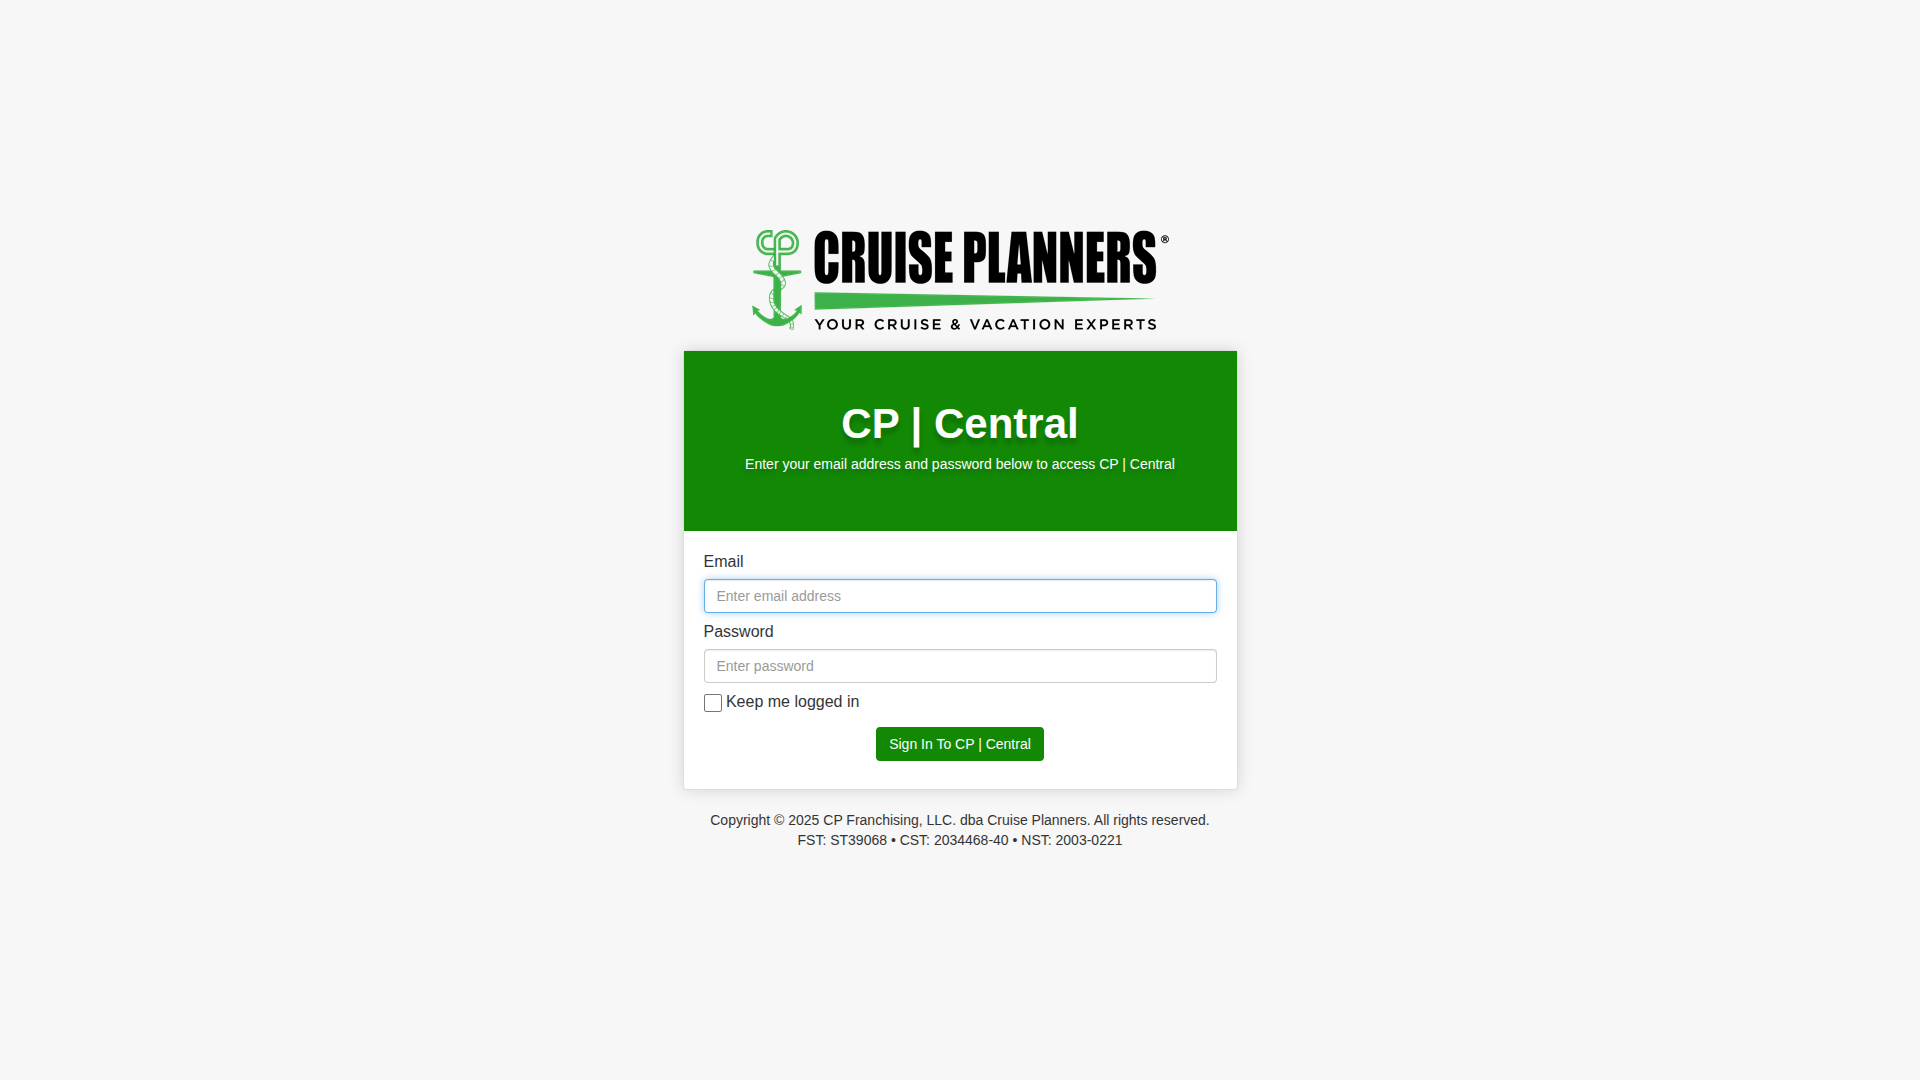 CRUISE PLANNERS®
YOUR CRUISE & VACATION EXPERTS
CP | Central
Enter your email address and password below to access CP | Central
Email
Enter email address
Password
Enter password
Keep me logged in
Sign In To CP | Central
Copyright © 2025 CP Franchising, LLC. dba Cruise Planners. All rights reserved.
FST: ST39068 • CST: 2034468-40 • NST: 2003-0221